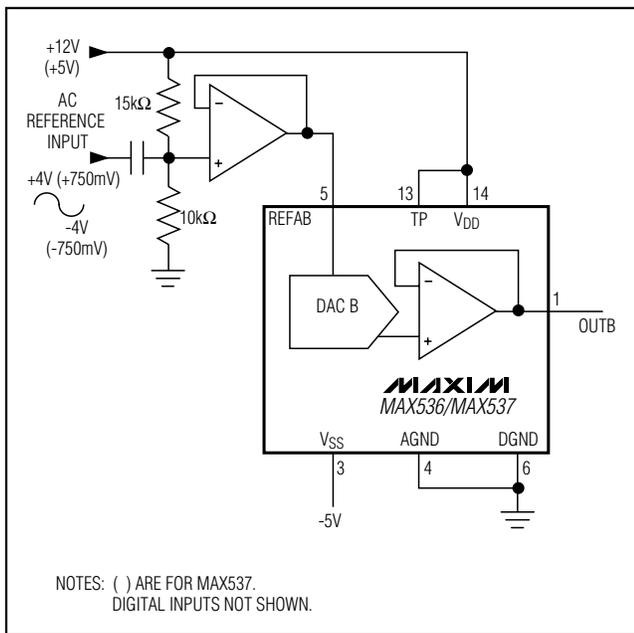 +12V
(+5V)
AC
REFERENCE
INPUT
15kΩ
+4V (+750mV)
-4V
(-750mV)
10kΩ
-
+
5
13
14
REFAB
TP
VDD
DAC B
-
+
1
OUTB
MAXIM
MAX536/MAX537
VSS
AGND
DGND
3
4
6
-5V
NOTES: ( ) ARE FOR MAX537.
DIGITAL INPUTS NOT SHOWN.